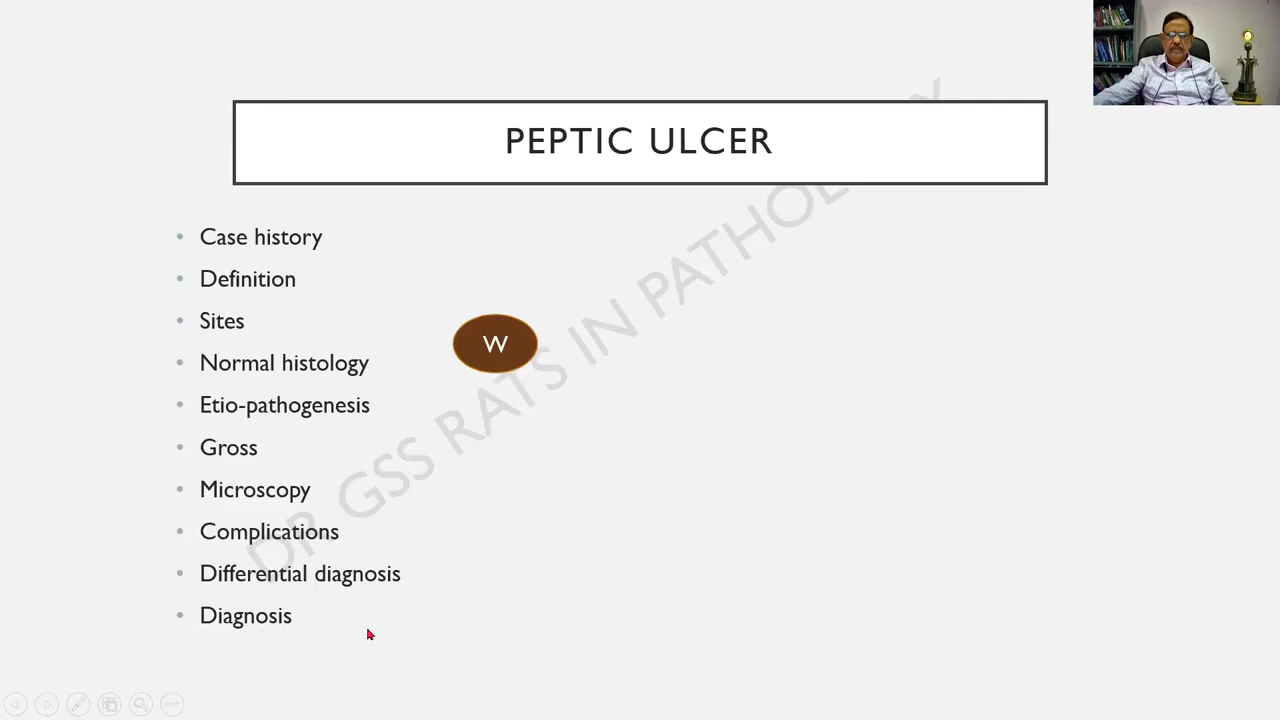 PEPTIC ULCER
Case history
Definition
Sites
W
Normal histology
Etio-pathogenesis
Gross
Microscopy
Complications
Differential diagnosis
Diagnosis
DR GSS RATS IN PATHOL Y